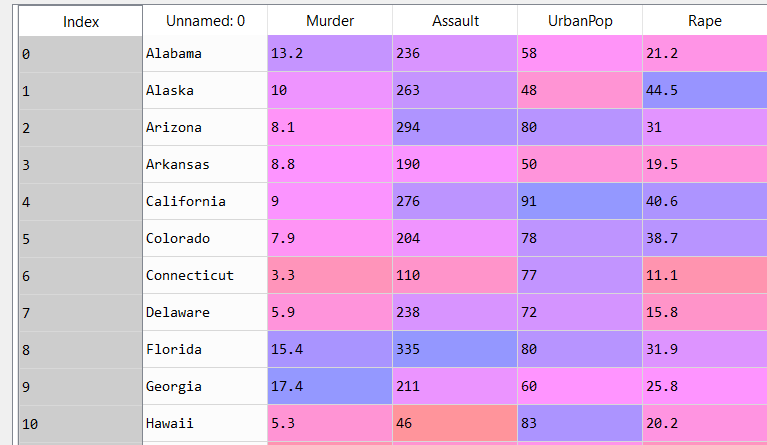 Index Unnamed: 0 Murder Assault UrbanPop Rape
0 Alabama 13.2 236 58 21.2
1 Alaska 10 263 48 44.5
2 Arizona 8.1 294 80 31
3 Arkansas 8.8 190 50 19.5
4 California 9 276 91 40.6
5 Colorado 7.9 204 78 38.7
6 Connecticut 3.3 110 77 11.1
7 Delaware 5.9 238 72 15.8
8 Florida 15.4 335 80 31.9
9 Georgia 17.4 211 60 25.8
10 Hawaii 5.3 46 83 20.2